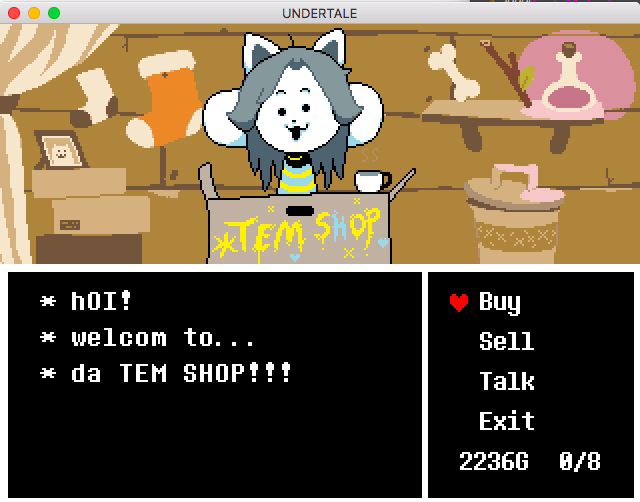 UNDERTALE
*TEM SHOP
* hOI!
* welcom to...
* da TEM SHOP!!!
Buy
Sell
Talk
Exit
2236G 0/8